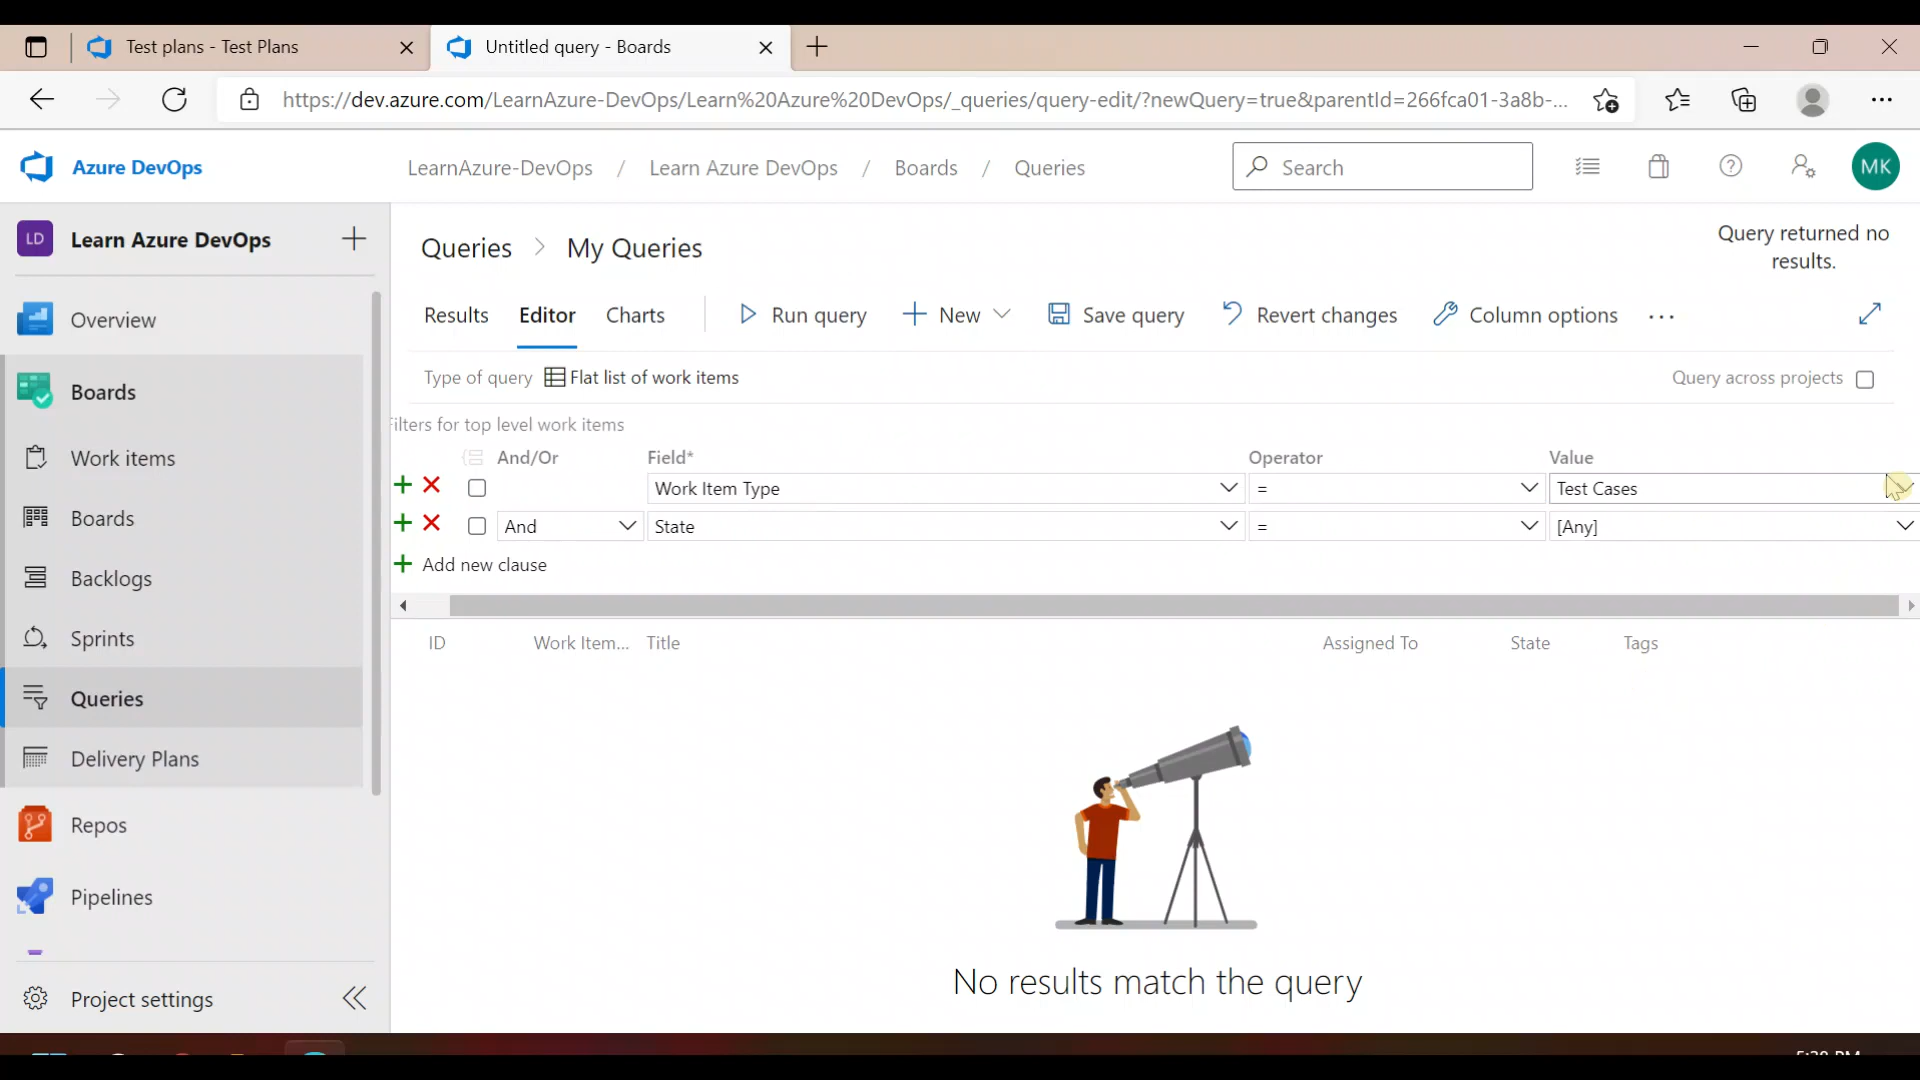 Test plans - Test Plans
Untitled query - Boards
https://dev.azure.com/LearnAzure-DevOps/Learn%20Azure%20DevOps/_queries/query-edit/?newQuery=true&parentId=266fca01-3a8b-...
Azure DevOps
LearnAzure-DevOps / Learn Azure DevOps / Boards / Queries
Search
MK
LD Learn Azure DevOps
Overview
Boards
Work items
Boards
Backlogs
Sprints
Queries
Delivery Plans
Repos
Pipelines
Project settings
Queries > My Queries
Query returned no
results.
Results Editor Charts Run query New Save query Revert changes Column options ...
Type of query Flat list of work items
Query across projects
ilters for top level work items
And/Or Field* Operator Value
Work Item Type = Test Cases
And State = [Any]
Add new clause
ID Work Item... Title Assigned To State Tags
No results match the query